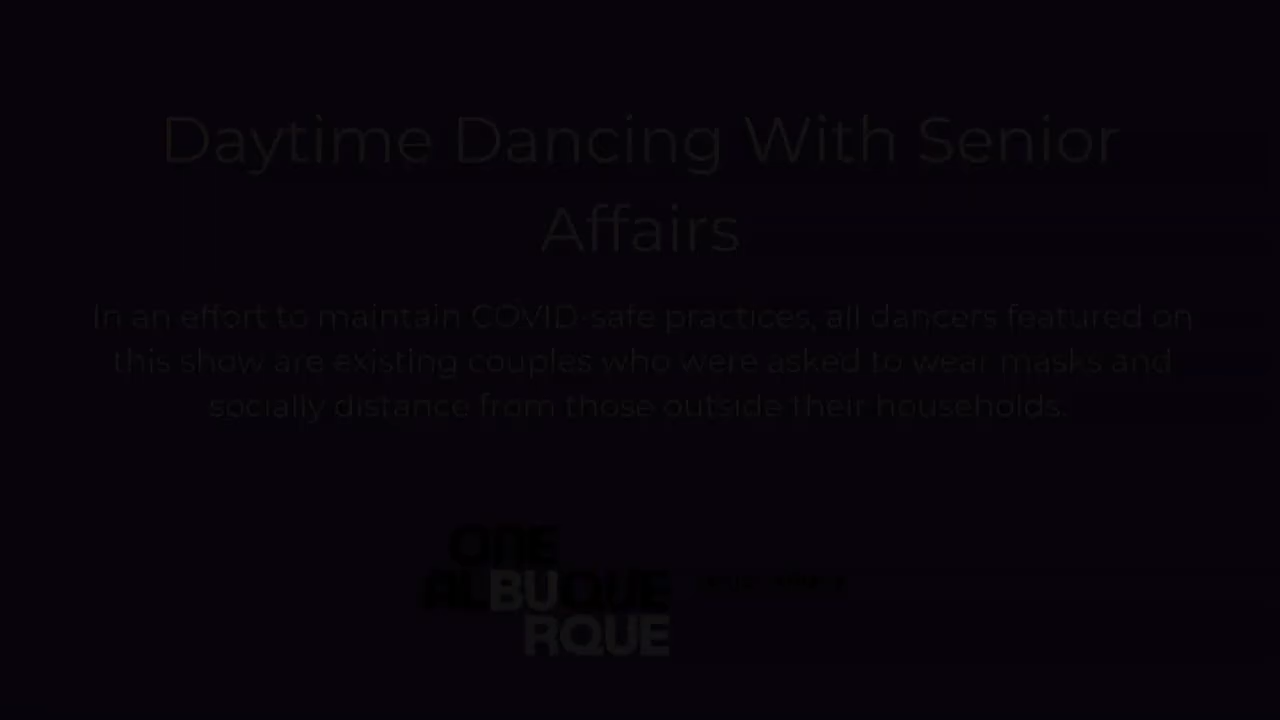 Daytime Dancing With Senior
Affairs
In an effort to maintain COVID-safe practices, all dancers featured on
this show are existing couples who were asked to wear masks and
socially distance from those outside their households.
ONE
ALBUQUE
RQUE